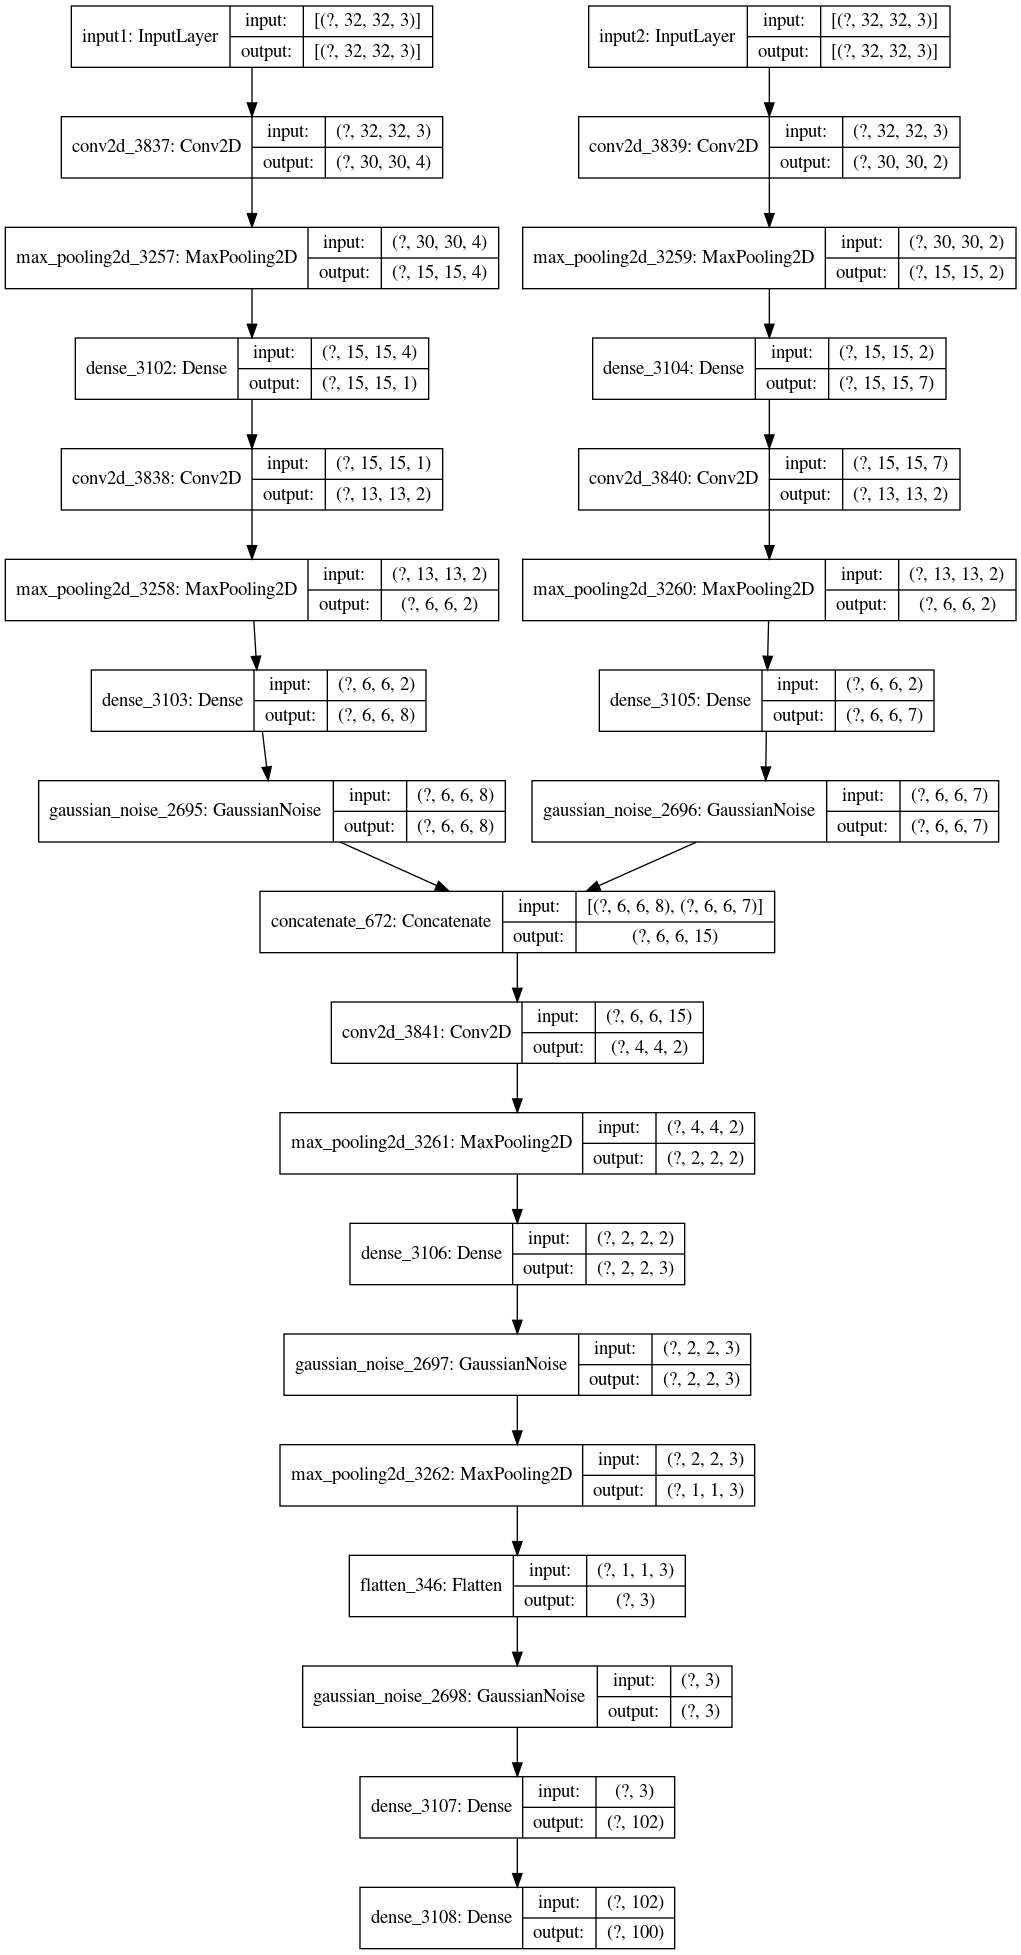 input1: InputLayer
input:
[(?, 32, 32, 3)]
output:
[(?, 32, 32, 3)]
input2: InputLayer
input:
[(?, 32, 32, 3)]
output:
[(?, 32, 32, 3)]
conv2d_3837: Conv2D
input:
(?, 32, 32, 3)
output:
(?, 30, 30, 4)
conv2d_3839: Conv2D
input:
(?, 32, 32, 3)
output:
(?, 30, 30, 2)
max_pooling2d_3257: MaxPooling2D
input:
(?, 30, 30, 4)
output:
(?, 15, 15, 4)
max_pooling2d_3259: MaxPooling2D
input:
(?, 30, 30, 2)
output:
(?, 15, 15, 2)
dense_3102: Dense
input:
(?, 15, 15, 4)
output:
(?, 15, 15, 1)
dense_3104: Dense
input:
(?, 15, 15, 2)
output:
(?, 15, 15, 7)
conv2d_3838: Conv2D
input:
(?, 15, 15, 1)
output:
(?, 13, 13, 2)
conv2d_3840: Conv2D
input:
(?, 15, 15, 7)
output:
(?, 13, 13, 2)
max_pooling2d_3258: MaxPooling2D
input:
(?, 13, 13, 2)
output:
(?, 6, 6, 2)
max_pooling2d_3260: MaxPooling2D
input:
(?, 13, 13, 2)
output:
(?, 6, 6, 2)
dense_3103: Dense
input:
(?, 6, 6, 2)
output:
(?, 6, 6, 8)
dense_3105: Dense
input:
(?, 6, 6, 2)
output:
(?, 6, 6, 7)
gaussian_noise_2695: GaussianNoise
input:
(?, 6, 6, 8)
output:
(?, 6, 6, 8)
gaussian_noise_2696: GaussianNoise
input:
(?, 6, 6, 7)
output:
(?, 6, 6, 7)
concatenate_672: Concatenate
input:
[(?, 6, 6, 8), (?, 6, 6, 7)]
output:
(?, 6, 6, 15)
conv2d_3841: Conv2D
input:
(?, 6, 6, 15)
output:
(?, 4, 4, 2)
max_pooling2d_3261: MaxPooling2D
input:
(?, 4, 4, 2)
output:
(?, 2, 2, 2)
dense_3106: Dense
input:
(?, 2, 2, 2)
output:
(?, 2, 2, 3)
gaussian_noise_2697: GaussianNoise
input:
(?, 2, 2, 3)
output:
(?, 2, 2, 3)
max_pooling2d_3262: MaxPooling2D
input:
(?, 2, 2, 3)
output:
(?, 1, 1, 3)
flatten_346: Flatten
input:
(?, 1, 1, 3)
output:
(?, 3)
gaussian_noise_2698: GaussianNoise
input:
(?, 3)
output:
(?, 3)
dense_3107: Dense
input:
(?, 3)
output:
(?, 102)
dense_3108: Dense
input:
(?, 102)
output:
(?, 100)